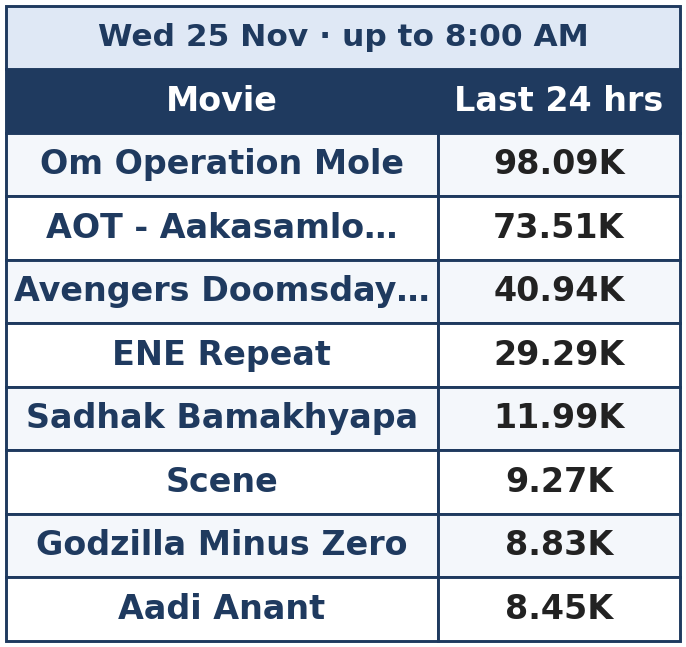 Wed 25 Nov · up to 8:00 AM
Movie Last 24 hrs
Om Operation Mole 98.09K
AOT - Aakasamlo... 73.51K
Avengers Doomsday... 40.94K
ENE Repeat 29.29K
Sadhak Bamakhyapa 11.99K
Scene 9.27K
Godzilla Minus Zero 8.83K
Aadi Anant 8.45K